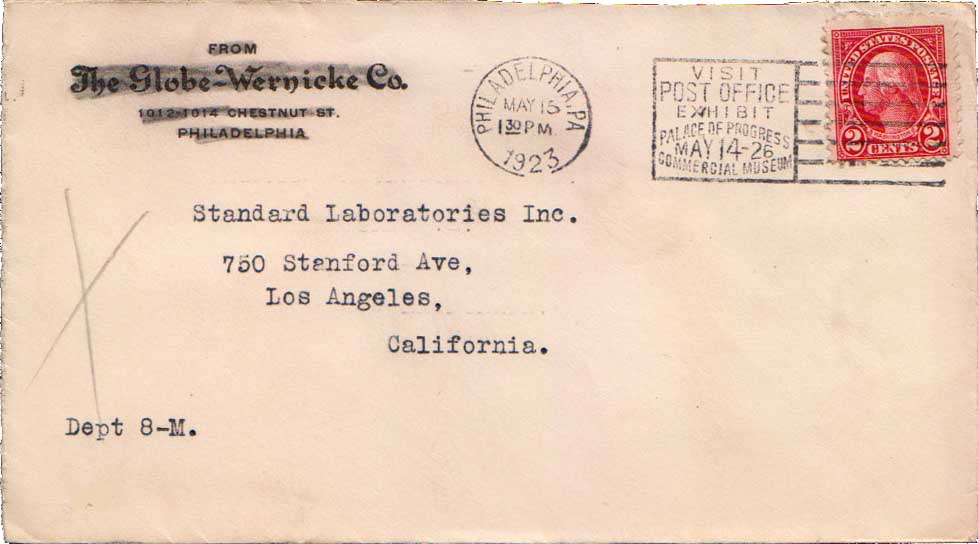 FROM
The Globe-Wernicke Co.
1012-1014 CHESTNUT ST.
PHILADELPHIA
PHILADELPHIA, PA
MAY 15
1 30 PM
1923
VISIT
POST OFFICE
EXHIBIT
PALACE OF PROGRESS
MAY 14-26
COMMERCIAL MUSEUM
UNITED STATES POSTAGE
2 CENTS 2
Standard Laboratories Inc.
750 Stanford Ave,
Los Angeles,
California.
Dept 8-M.